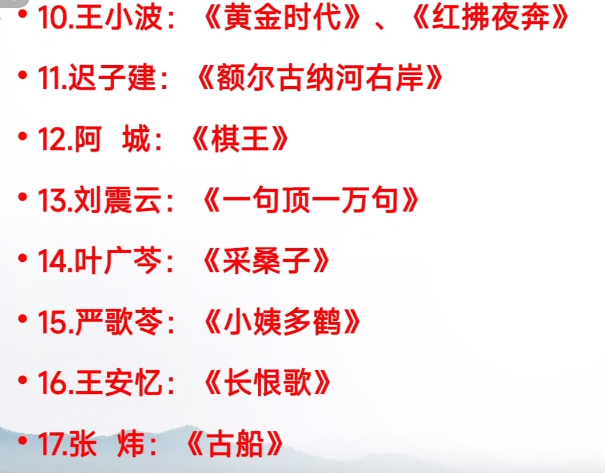 • 10.王小波：《黄金时代》、《红拂夜奔》
• 11.迟子建：《额尔古纳河右岸》
• 12.阿 城：《棋王》
• 13.刘震云：《一句顶一万句》
• 14.叶广芩：《采桑子》
• 15.严歌苓：《小姨多鹤》
• 16.王安忆：《长恨歌》
• 17.张 炜：《古船》